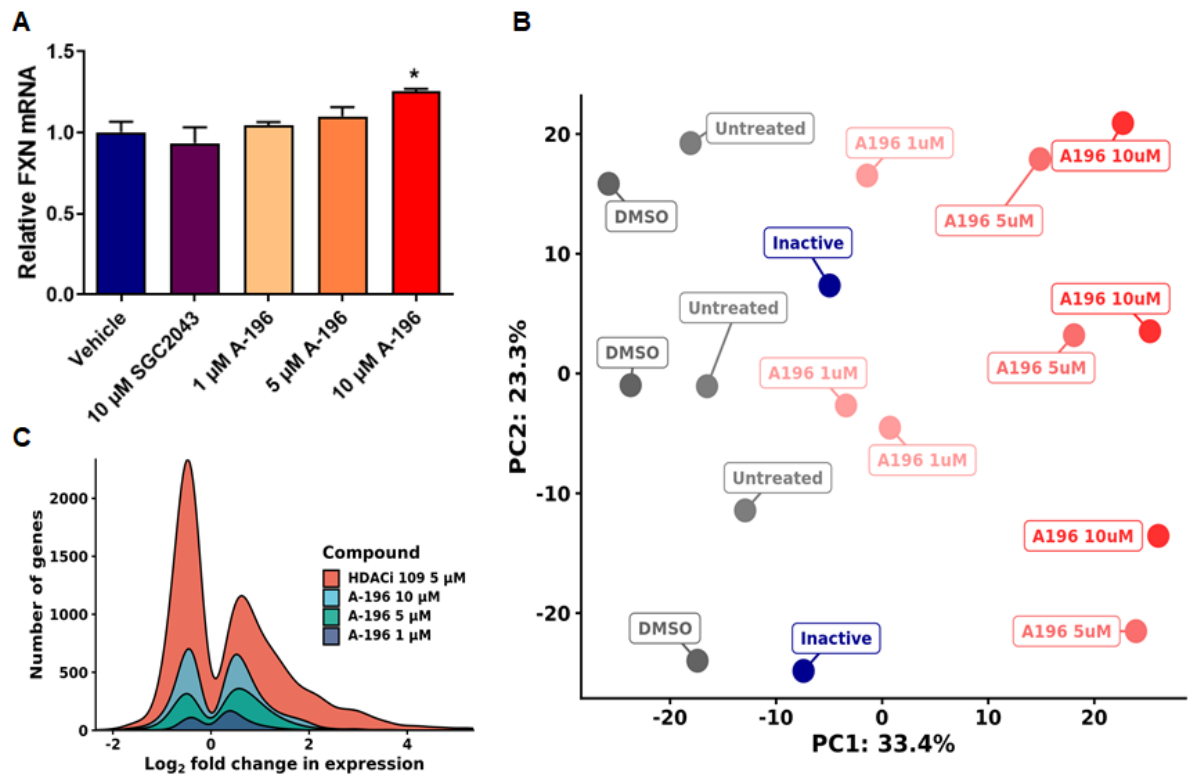 A
Relative FXN mRNA
1.5
1.0
0.5
0.0
*
Vehicle
10 µM SGC2043
1 µM A-196
5 µM A-196
10 µM A-196
B
PC2: 23.3%
20
10
0
-10
-20
Untreated
DMSO
A196 1uM
A196 10uM
A196 5uM
Inactive
Untreated
A196 10uM
DMSO
A196 5uM
A196 1uM
A196 1uM
Untreated
A196 10uM
DMSO
Inactive
A196 5uM
-20
-10
0
10
20
PC1: 33.4%
C
Number of genes
2000
1500
1000
500
0
Compound
HDACi 109 5 µM
A-196 10 µM
A-196 5 µM
A-196 1 µM
-2
0
2
4
Log2 fold change in expression